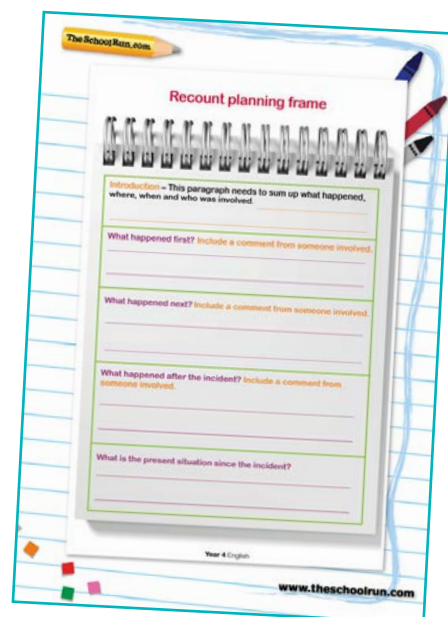 TheSchoolRun.com
Recount planning frame
Introduction – This paragraph needs to sum up what happened,
where, when and who was involved.
What happened first? Include a comment from someone involved.
What happened next? Include a comment from someone involved.
What happened after the incident? Include a comment from
someone involved.
What is the present situation since the incident?
Year 4 English
www.theschoolrun.com